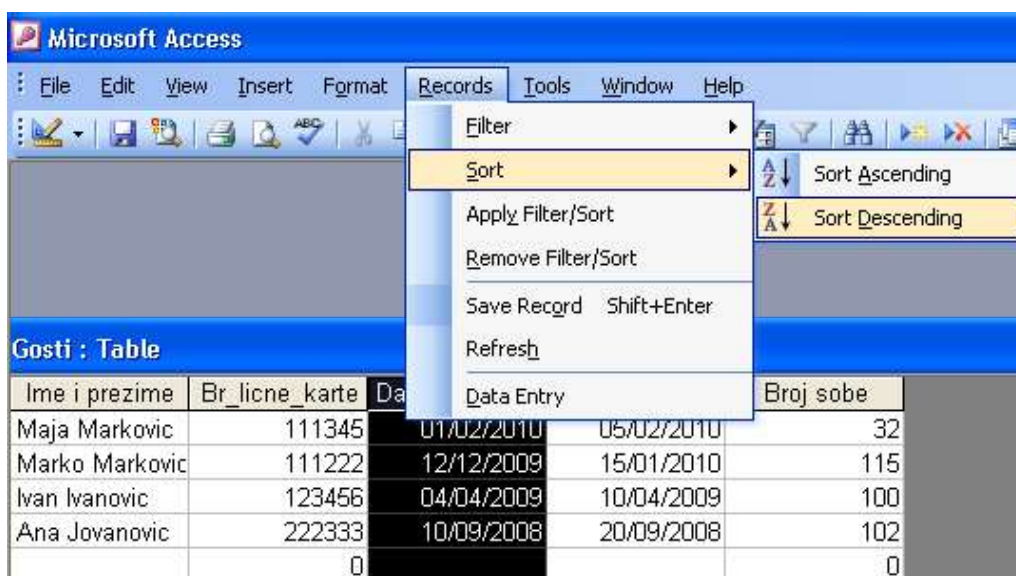 Microsoft Access
File Edit View Insert Format Records Tools Window Help
ABC
Filter
Sort
Sort Ascending
Sort Descending
Apply Filter/Sort
Remove Filter/Sort
Save Record Shift+Enter
Refresh
Data Entry
Gosti : Table
Ime i prezime Br_licne_karte Da Broj sobe
Maja Markovic 111345 01/02/2010 05/02/2010 32
Marko Markovic 111222 12/12/2009 15/01/2010 115
Ivan Ivanovic 123456 04/04/2009 10/04/2009 100
Ana Jovanovic 222333 10/09/2008 20/09/2008 102
0 0